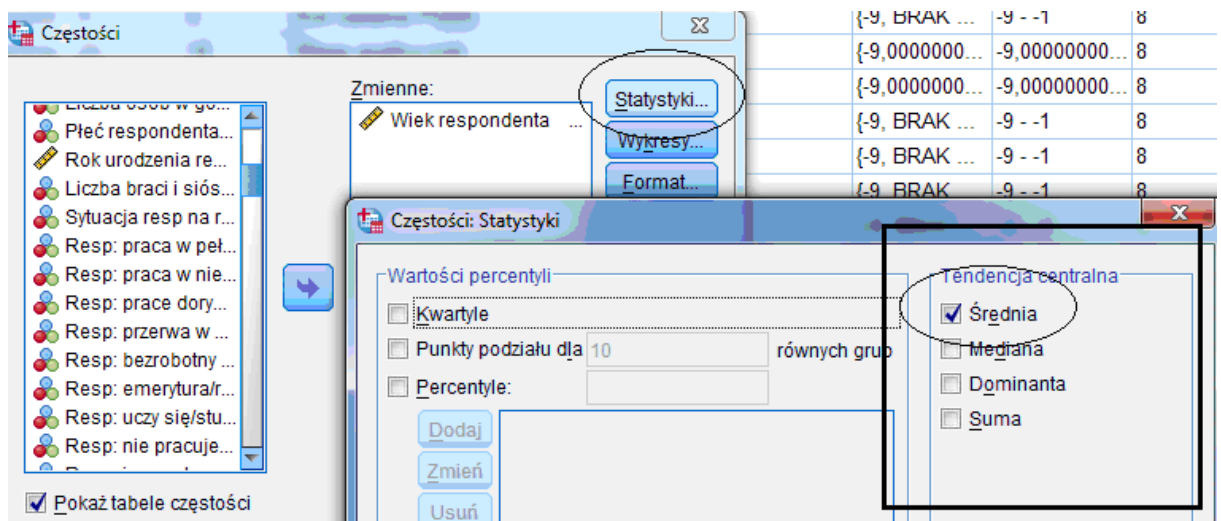 Częstości
Zmienne:
Wiek respondenta ...
Statystyki...
Wykresy...
Format...
Liczba osób w go...
Płeć respondenta...
Rok urodzenia re...
Liczba braci i siós...
Sytuacja resp na r...
Resp: praca w peł...
Resp: praca w nie...
Resp: prace dory...
Resp: przerwa w ...
Resp: bezrobotny ...
Resp: emerytura/r...
Resp: uczy się/stu...
Resp: nie pracuje...
Pokaż tabele częstości
{-9, BRAK ... -9 - -1 8
{-9,0000000... -9,00000000... 8
{-9,0000000... -9,00000000... 8
{-9, BRAK ... -9 - -1 8
{-9, BRAK ... -9 - -1 8
{-9, BRAK -9 - -1 8
Częstości: Statystyki
Wartości percentyli
Kwartyle
Punkty podziału dla 10 równych grup
Percentyle:
Dodaj
Zmień
Usuń
Tendencja centralna
Średnia
Mediana
Dominanta
Suma